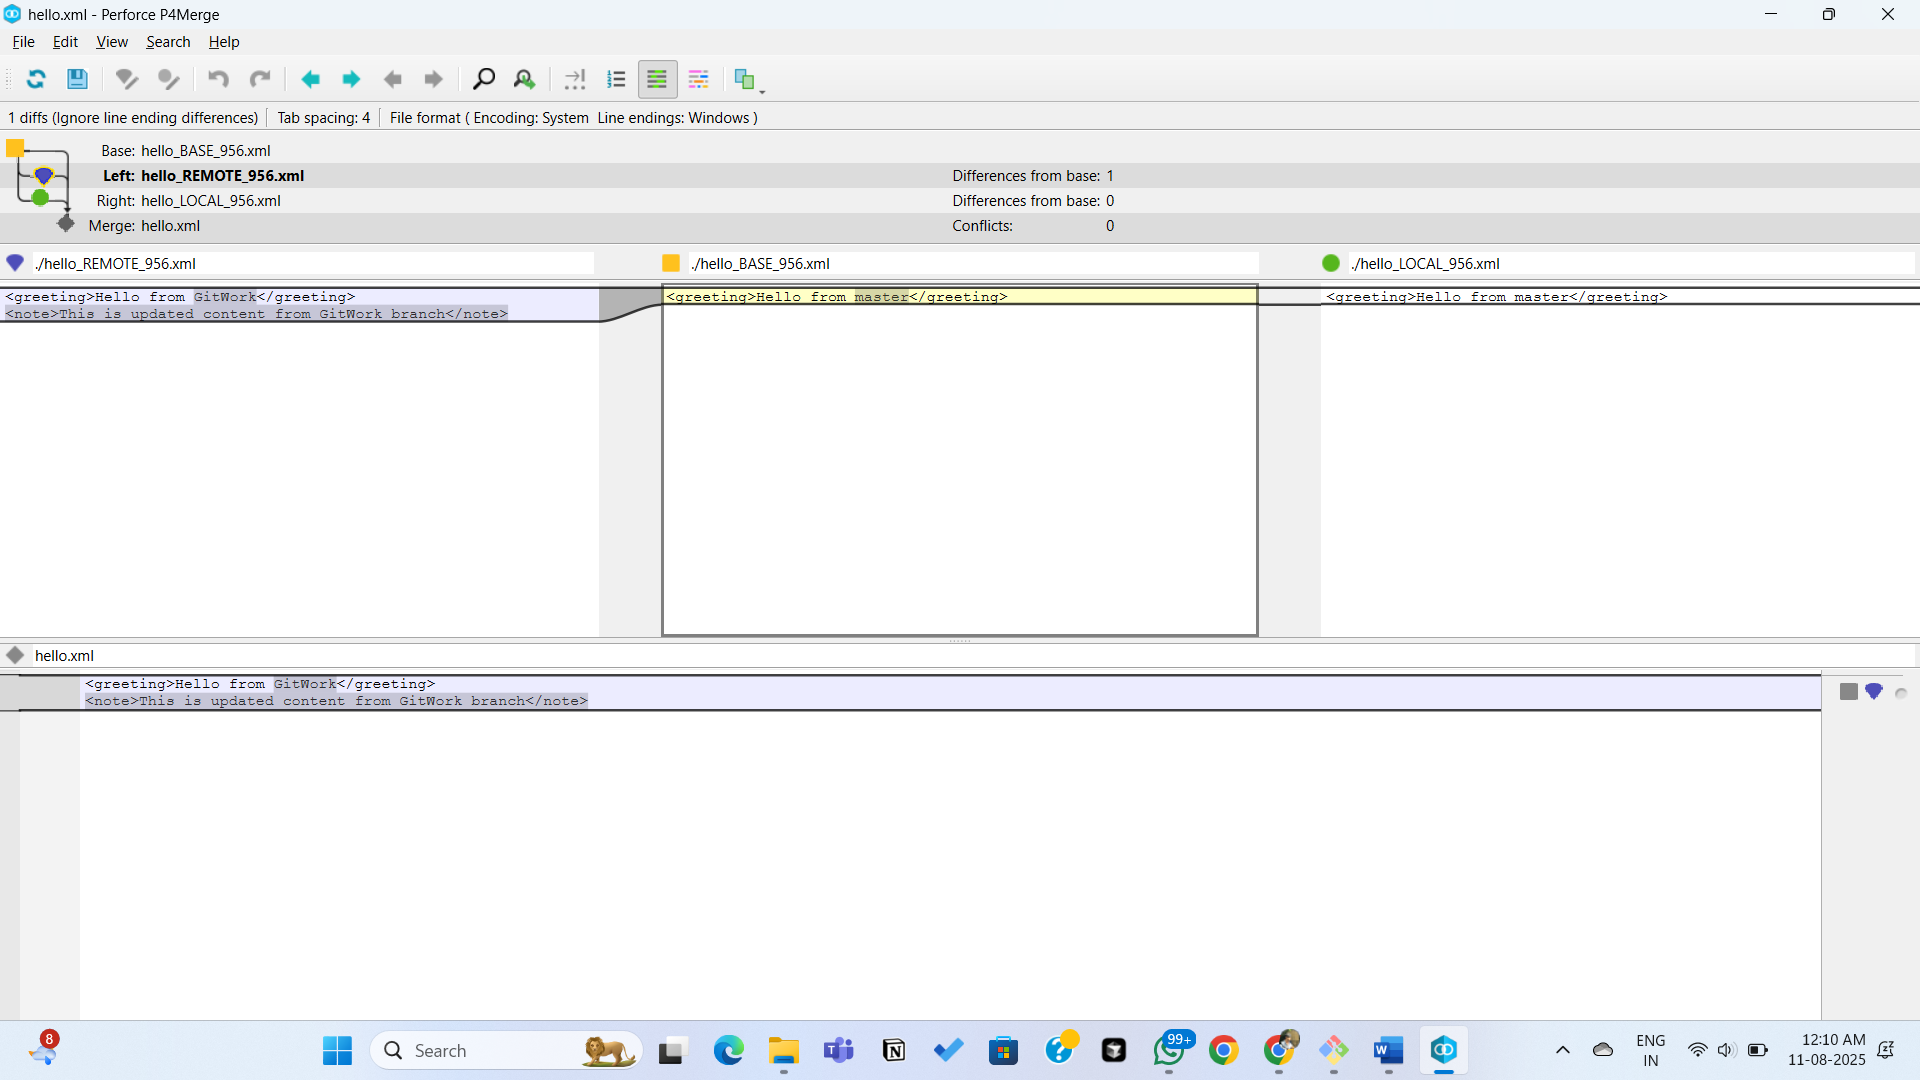 hello.xml - Perforce P4Merge
File Edit View Search Help
1 diffs (Ignore line ending differences) Tab spacing: 4 File format ( Encoding: System Line endings: Windows )
Base: hello_BASE_956.xml
Left: hello_REMOTE_956.xml Differences from base: 1
Right: hello_LOCAL_956.xml Differences from base: 0
Merge: hello.xml Conflicts: 0
./hello_REMOTE_956.xml ./hello_BASE_956.xml ./hello_LOCAL_956.xml
<greeting>Hello from GitWork</greeting> <greeting>Hello from master</greeting> <greeting>Hello from master</greeting>
<note>This is updated content from GitWork branch</note>
hello.xml
<greeting>Hello from GitWork</greeting>
<note>This is updated content from GitWork branch</note>
8 Search 99+ ENG 12:10 AM
IN 11-08-2025